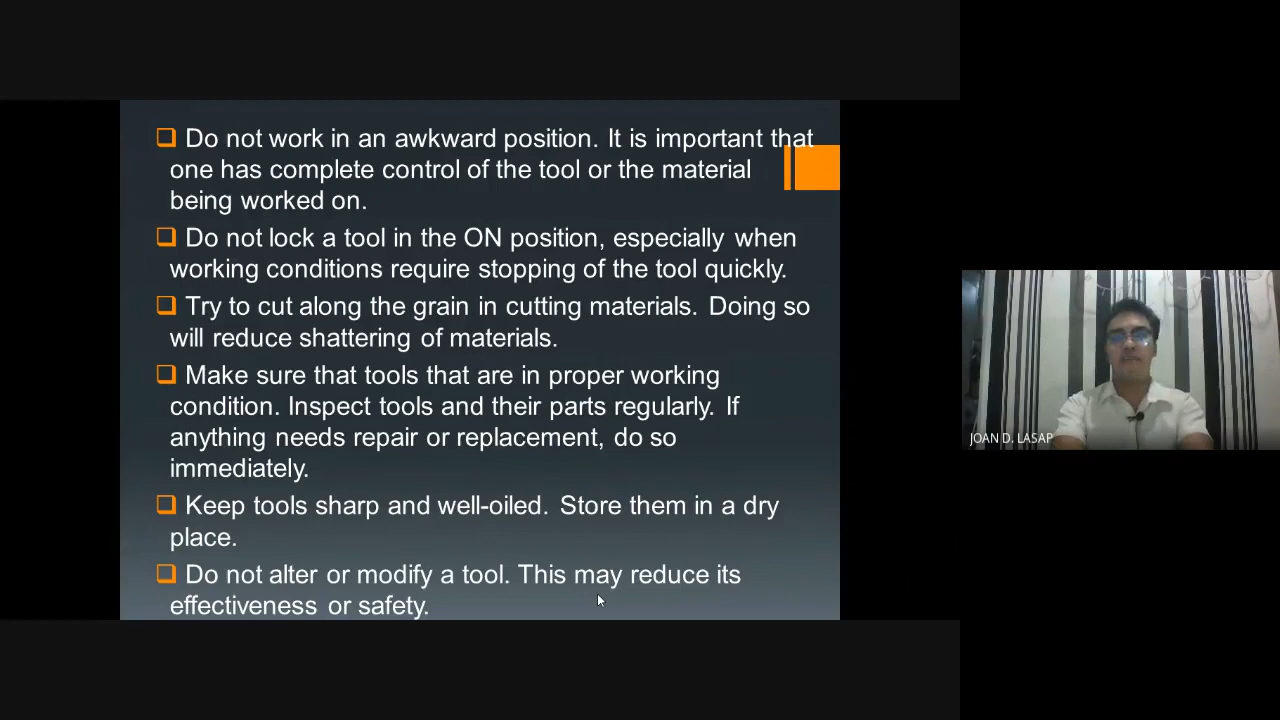 Do not work in an awkward position. It is important that
one has complete control of the tool or the material
being worked on.
Do not lock a tool in the ON position, especially when
working conditions require stopping of the tool quickly.
Try to cut along the grain in cutting materials. Doing so
will reduce shattering of materials.
Make sure that tools that are in proper working
condition. Inspect tools and their parts regularly. If
anything needs repair or replacement, do so
immediately.
Keep tools sharp and well-oiled. Store them in a dry
place.
Do not alter or modify a tool. This may reduce its
effectiveness or safety.
JOAN D. LASAP